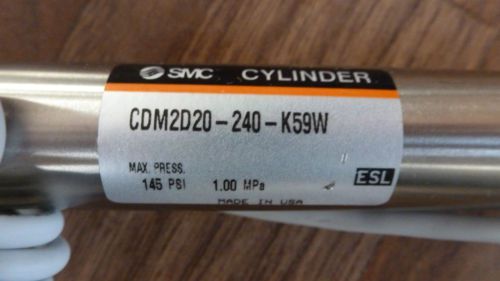 SMC CYLINDER
CDM2D20-240-K59W
MAX. PRESS.
145 PSI 1.00 MPa
ESL
MADE IN USA